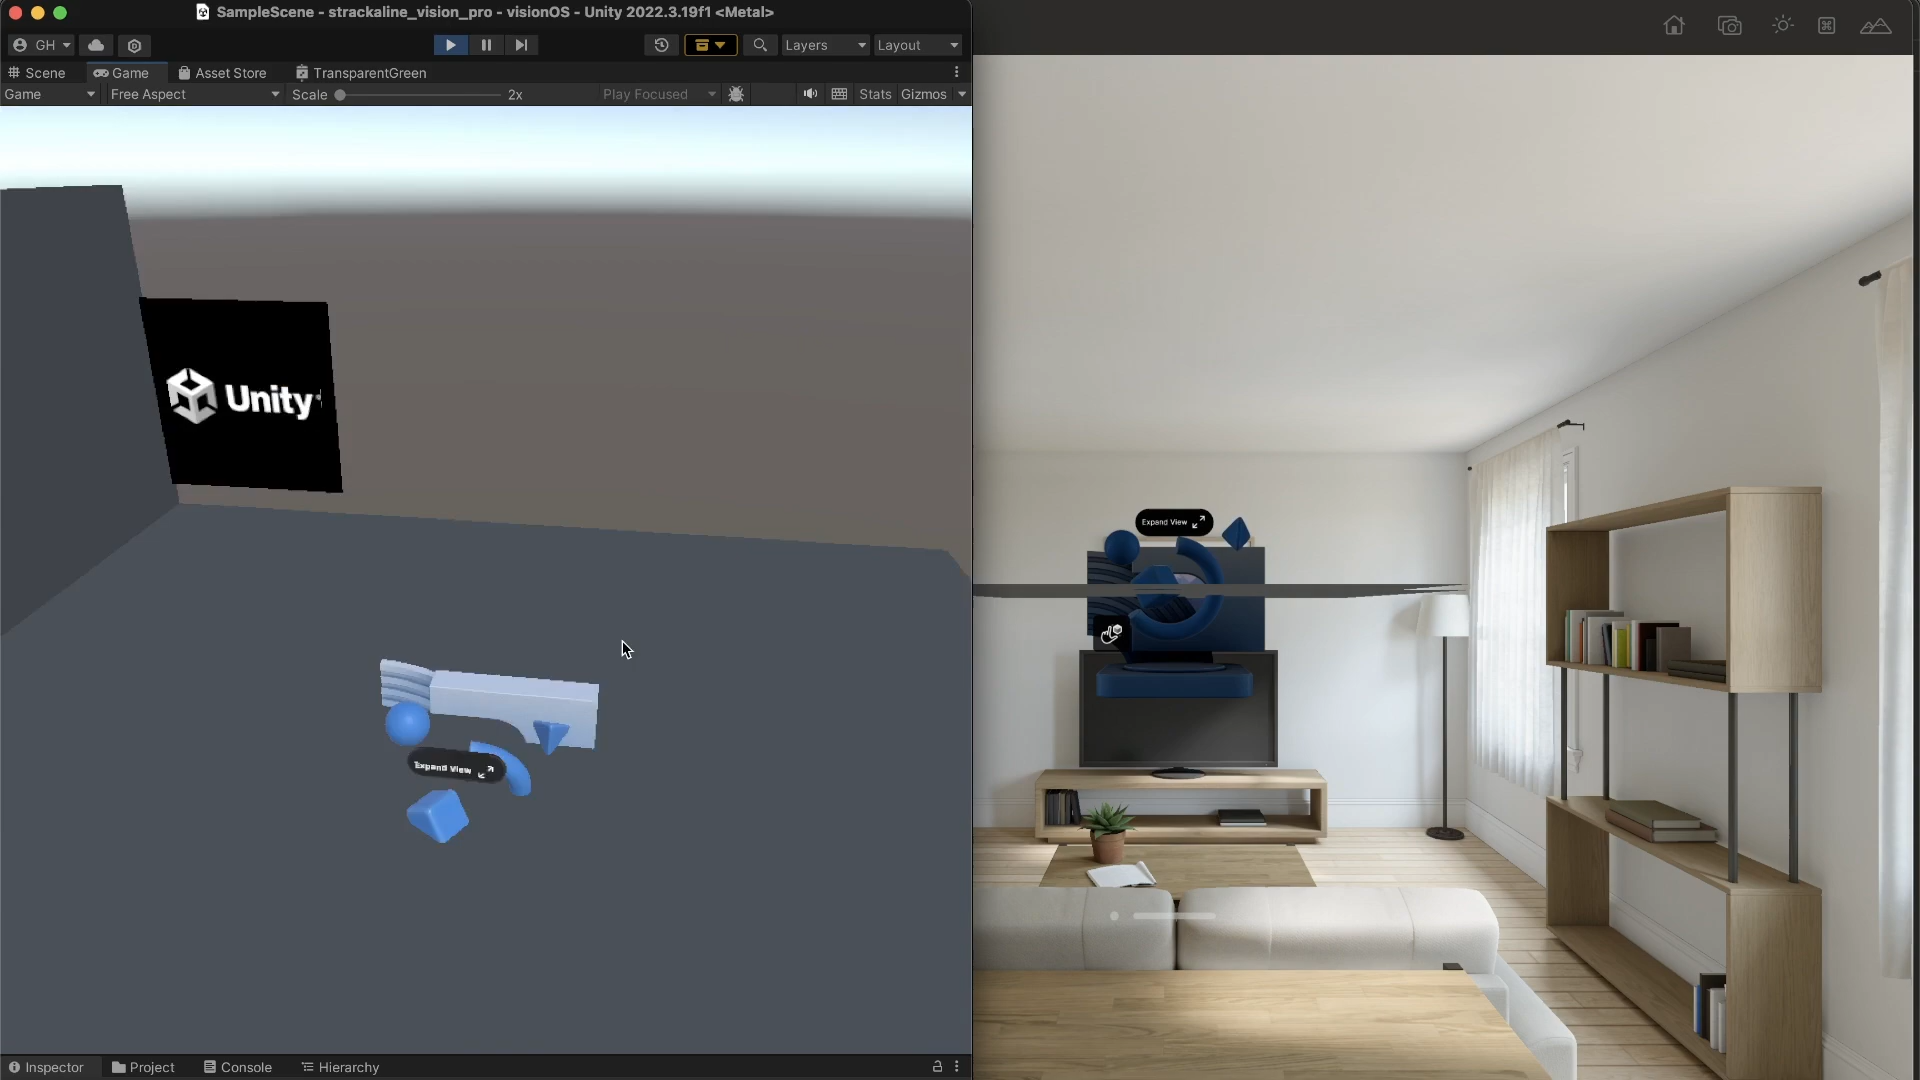 SampleScene - strackaline_vision_pro - visionOS - Unity 2022.3.19f1 <Metal>
GH
Layers
Layout
Scene
Game
Asset Store
TransparentGreen
Game
Free Aspect
Scale
2x
Play Focused
Stats
Gizmos
Unity
Expand View
Expand View
Inspector
Project
Console
Hierarchy